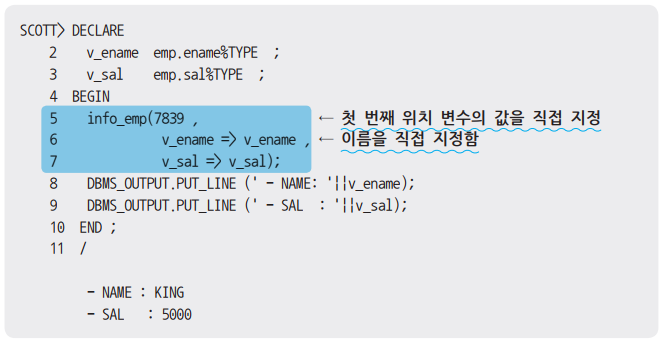 SCOTT> DECLARE
2 v_ename emp.ename%TYPE ;
3 v_sal emp.sal%TYPE ;
4 BEGIN
5 info_emp(7839 , ← 첫 번째 위치 변수의 값을 직접 지정
6 v_ename => v_ename , ← 이름을 직접 지정함
7 v_sal => v_sal);
8 DBMS_OUTPUT.PUT_LINE (' - NAME: '||v_ename);
9 DBMS_OUTPUT.PUT_LINE (' - SAL : '||v_sal);
10 END ;
11 /
- NAME : KING
- SAL : 5000